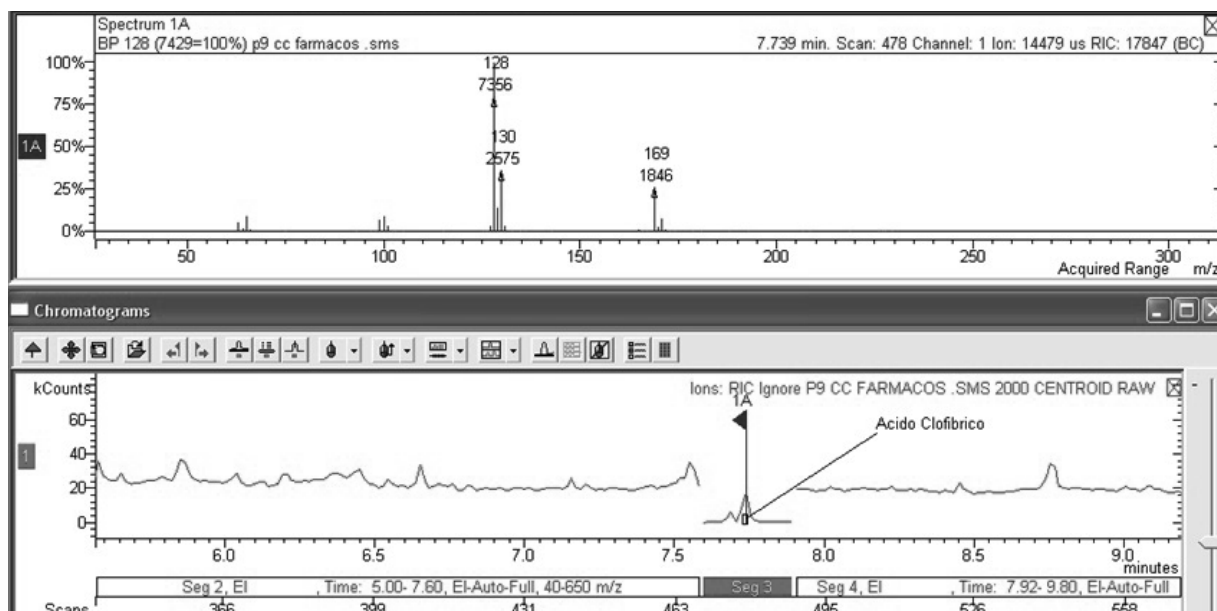 Spectrum 1A
BP 128 (7429=100%) p9 cc farmacos .sms 7.739 min. Scan: 478 Channel: 1 Ion: 14479 us RIC: 17847 (BC)
100%
128
7356
75%
1A
50%
130
2575
169
1846
25%
0%
50 100 150 200 250 300
Acquired Range m/z
Chromatograms
kCounts
Ions: RIC Ignore P9 CC FARMACOS .SMS 2000 CENTROID RAW
1A
60
Acido Clofibrico
1
40
20
0
6.0 6.5 7.0 7.5 8.0 8.5 9.0
minutes
Seg 2, EI , Time: 5.00- 7.60, EI-Auto-Full, 40-650 m/z Seg 3 Seg 4, EI , Time: 7.92- 9.80, EI-Auto-Full
Scans 366 399 431 463 495 526 558